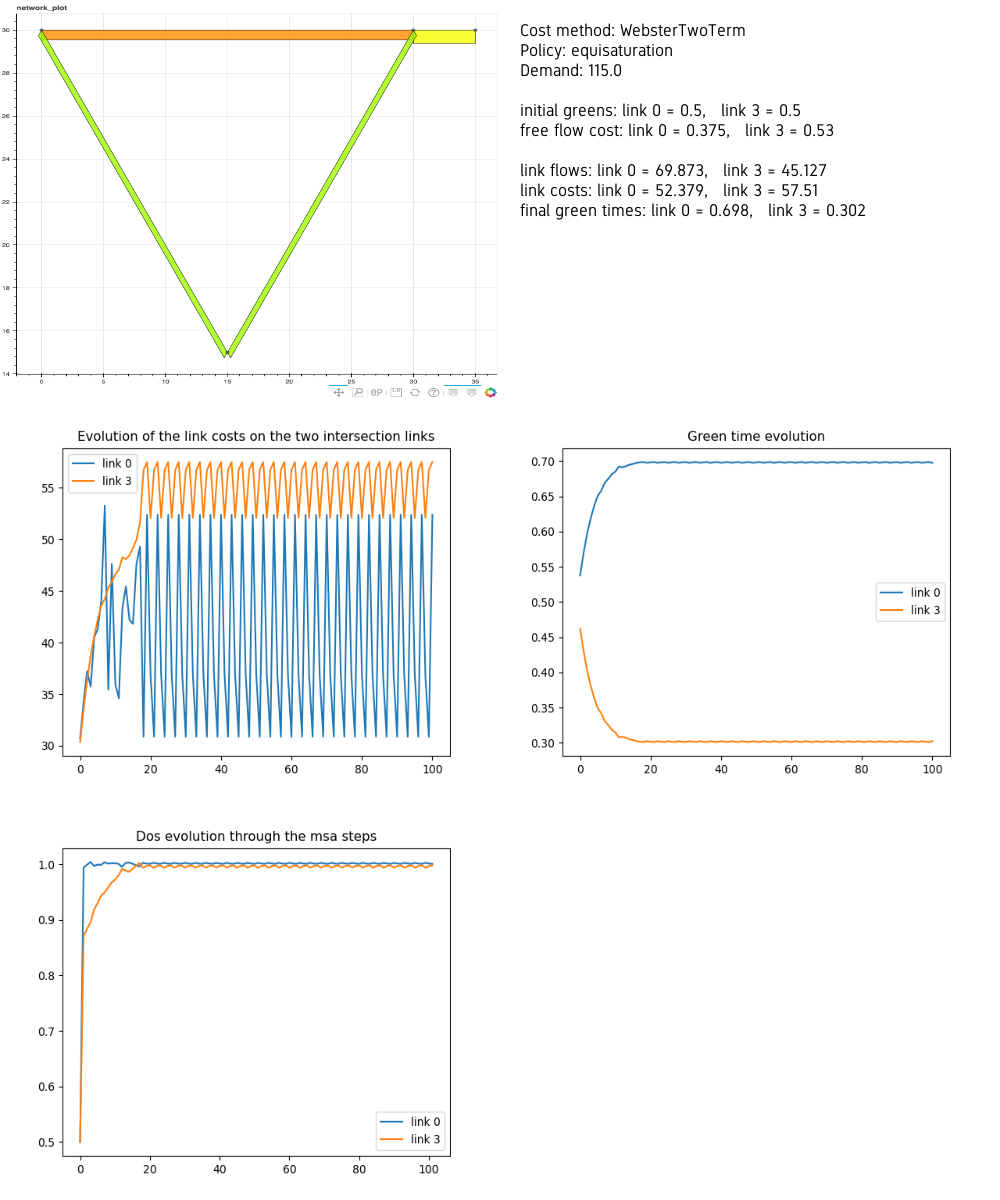 network_plot
Cost method: WebsterTwoTerm
Policy: equisaturation
Demand: 115.0
initial greens: link 0 = 0.5, link 3 = 0.5
free flow cost: link 0 = 0.375, link 3 = 0.53
link flows: link 0 = 69.873, link 3 = 45.127
link costs: link 0 = 52.379, link 3 = 57.51
final green times: link 0 = 0.698, link 3 = 0.302
30
28
26
24
22
20
18
16
14
0 5 10 15 20 25 30 35
Evolution of the link costs on the two intersection links
link 0
link 3
55
50
45
40
35
30
0 20 40 60 80 100
Green time evolution
0.70
0.65
0.60
0.55
0.50
0.45
0.40
0.35
0.30
link 0
link 3
0 20 40 60 80 100
Dos evolution through the msa steps
1.0
0.9
0.8
0.7
0.6
0.5
link 0
link 3
0 20 40 60 80 100